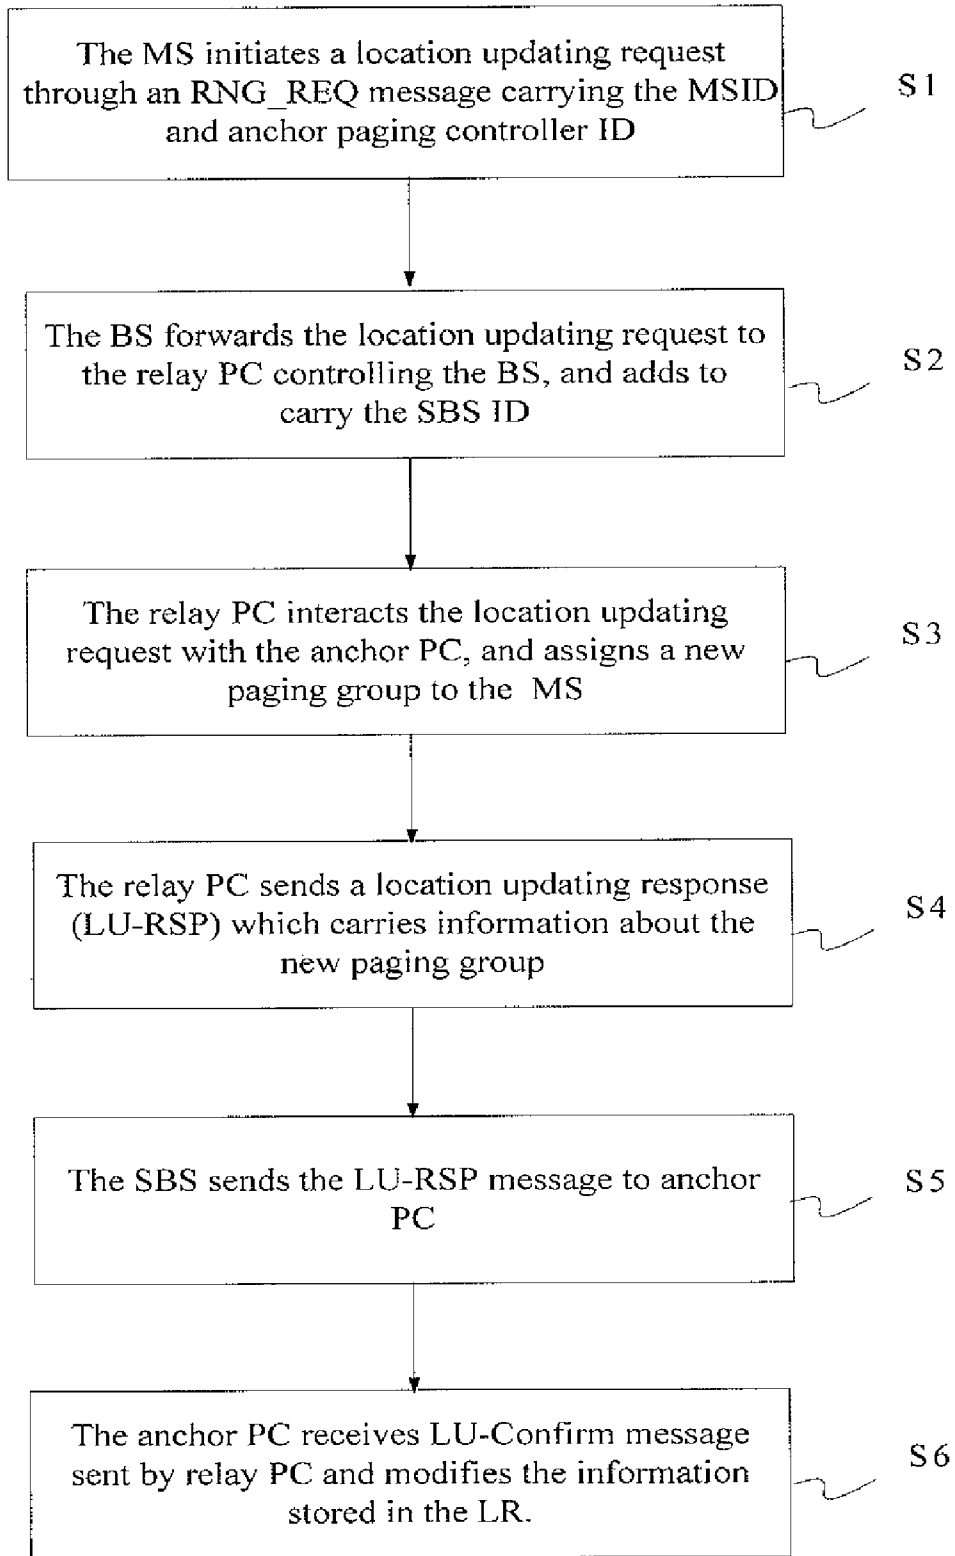 The MS initiates a location updating request
through an RNG_REQ message carrying the MSID
and anchor paging controller ID
S1
The BS forwards the location updating request to
the relay PC controlling the BS, and adds to
carry the SBS ID
S2
The relay PC interacts the location updating
request with the anchor PC, and assigns a new
paging group to the MS
S3
The relay PC sends a location updating response
(LU-RSP) which carries information about the
new paging group
S4
The SBS sends the LU-RSP message to anchor
PC
S5
The anchor PC receives LU-Confirm message
sent by relay PC and modifies the information
stored in the LR.
S6